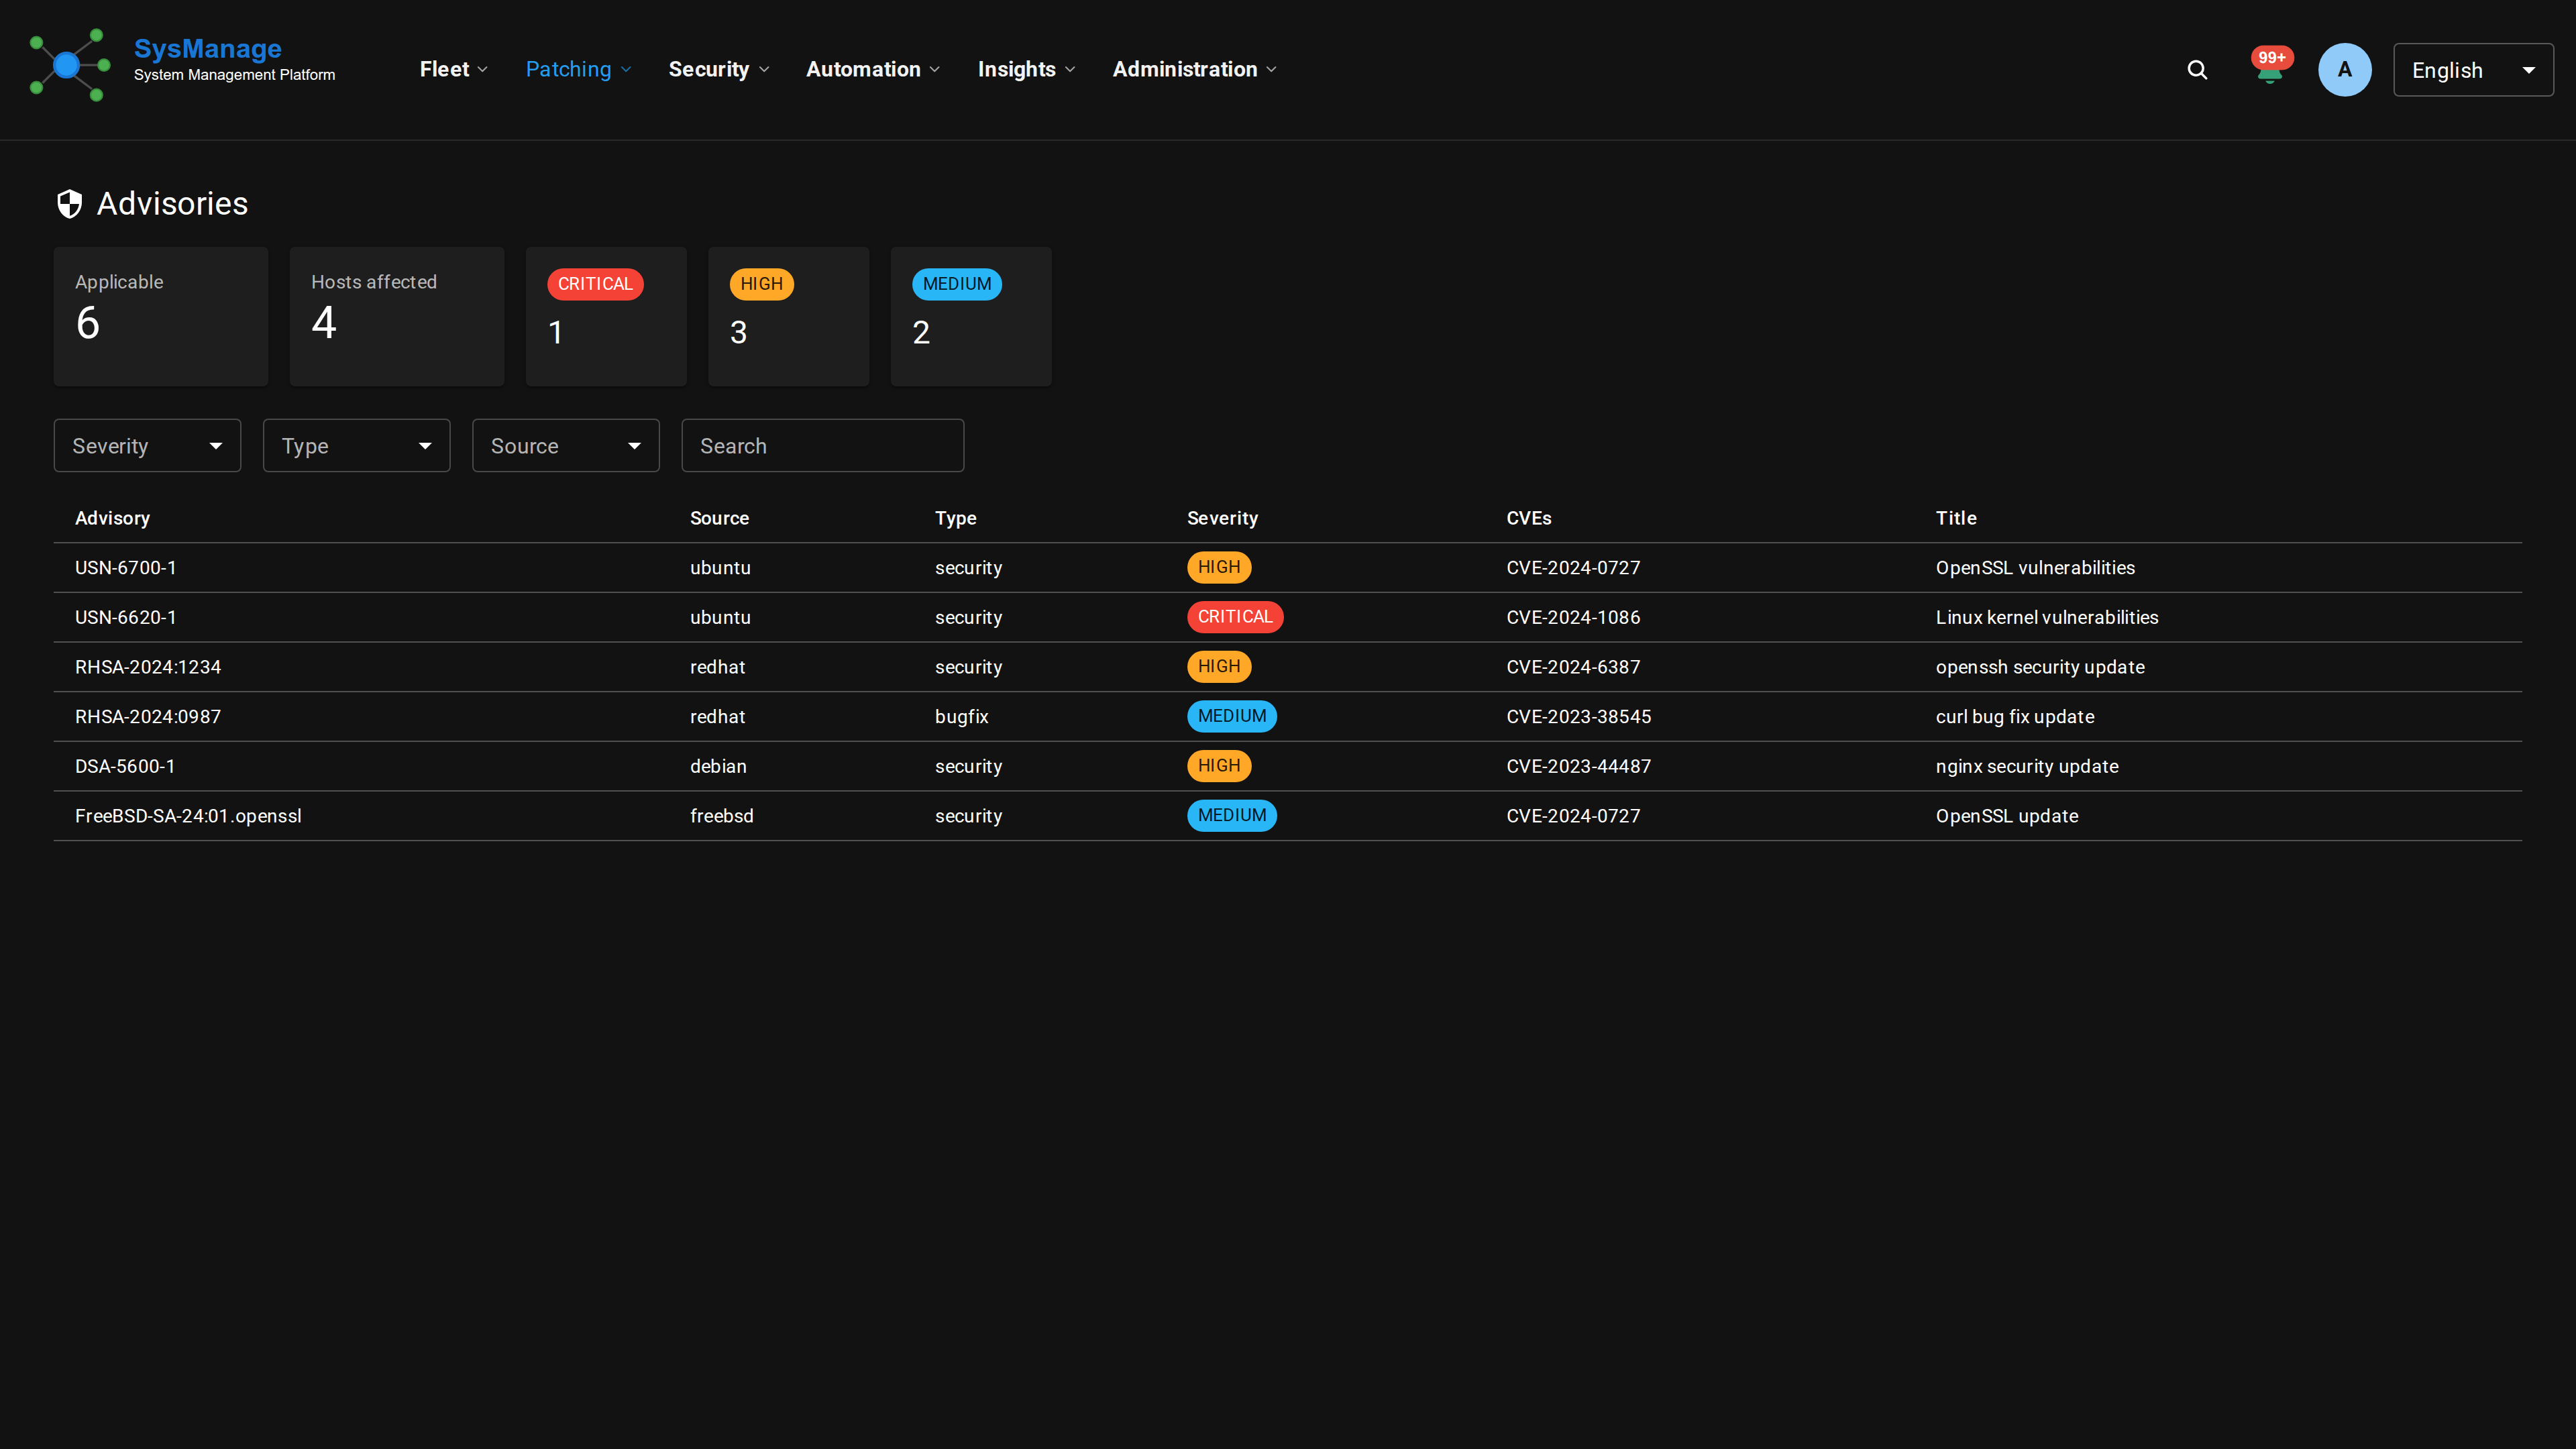 SysManage
System Management Platform
Fleet Patching Security Automation Insights Administration 99+ A English
Advisories
Applicable Hosts affected CRITICAL HIGH MEDIUM
6 4 1 3 2
Severity Type Source Search
Advisory Source Type Severity CVEs Title
USN-6700-1 ubuntu security HIGH CVE-2024-0727 OpenSSL vulnerabilities
USN-6620-1 ubuntu security CRITICAL CVE-2024-1086 Linux kernel vulnerabilities
RHSA-2024:1234 redhat security HIGH CVE-2024-6387 openssh security update
RHSA-2024:0987 redhat bugfix MEDIUM CVE-2023-38545 curl bug fix update
DSA-5600-1 debian security HIGH CVE-2023-44487 nginx security update
FreeBSD-SA-24:01.openssl freebsd security MEDIUM CVE-2024-0727 OpenSSL update